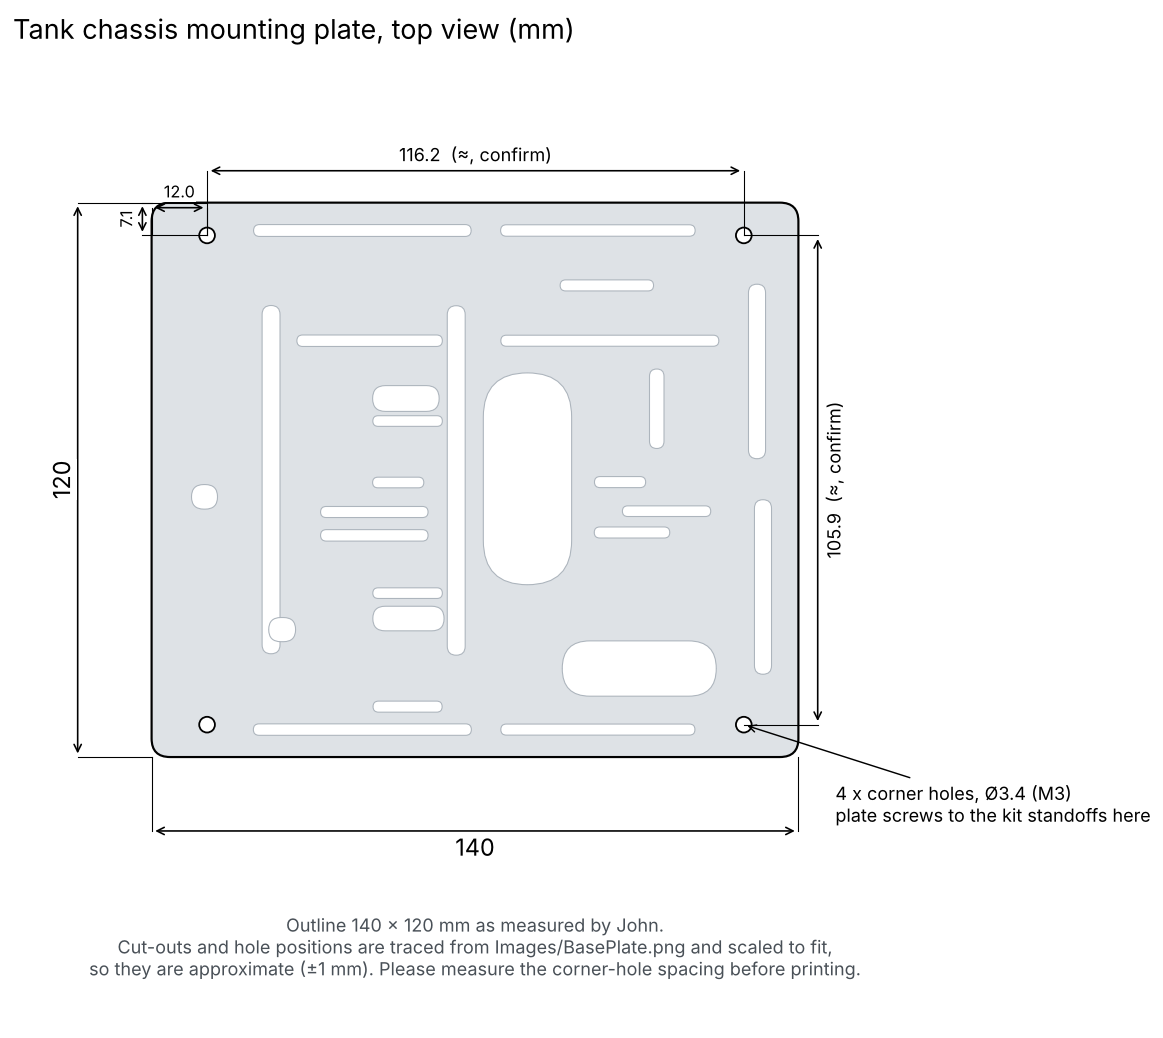 Tank chassis mounting plate, top view (mm)
116.2 (≈, confirm)
12.0
7.1
120
105.9 (≈, confirm)
4 x corner holes, Ø3.4 (M3)
plate screws to the kit standoffs here
140
Outline 140 × 120 mm as measured by John.
Cut-outs and hole positions are traced from Images/BasePlate.png and scaled to fit,
so they are approximate (±1 mm). Please measure the corner-hole spacing before printing.